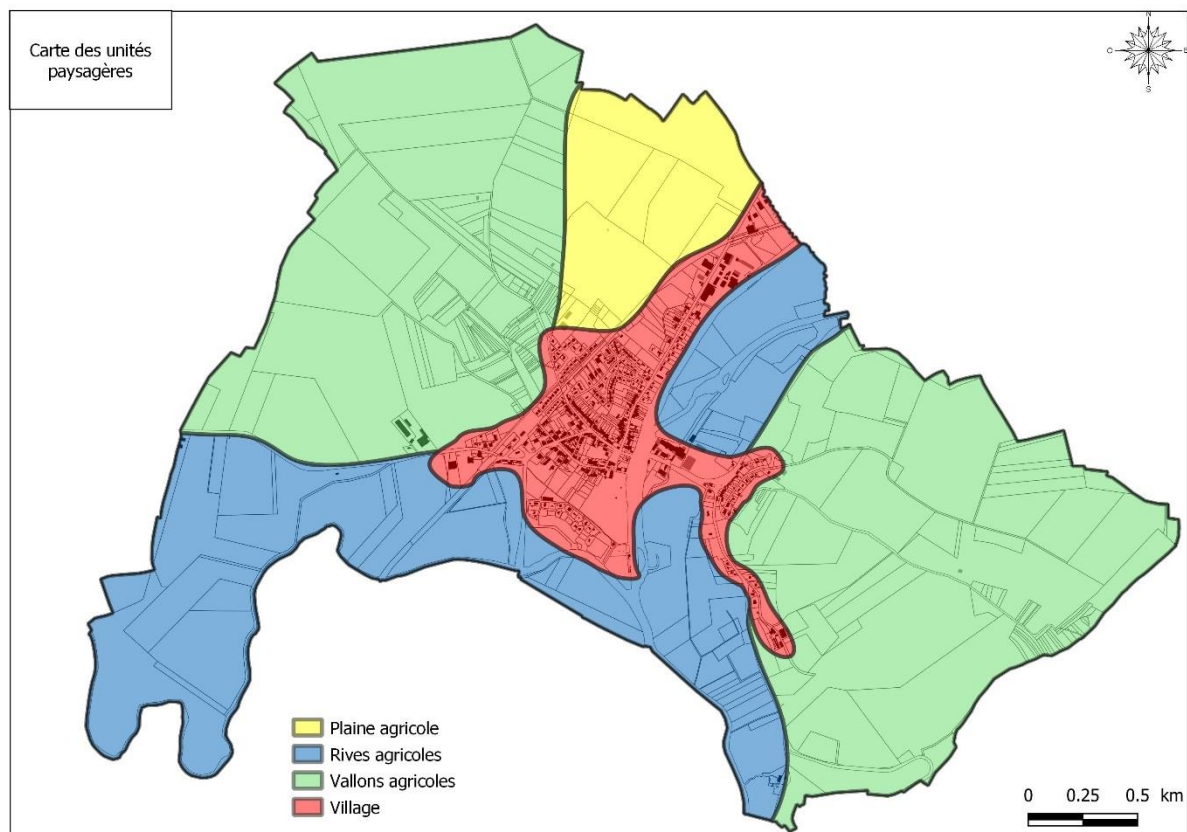 Carte des unités
paysagères
N
O
E
S
Plaine agricole
Rives agricoles
Vallons agricoles
Village
0 0.25 0.5 km